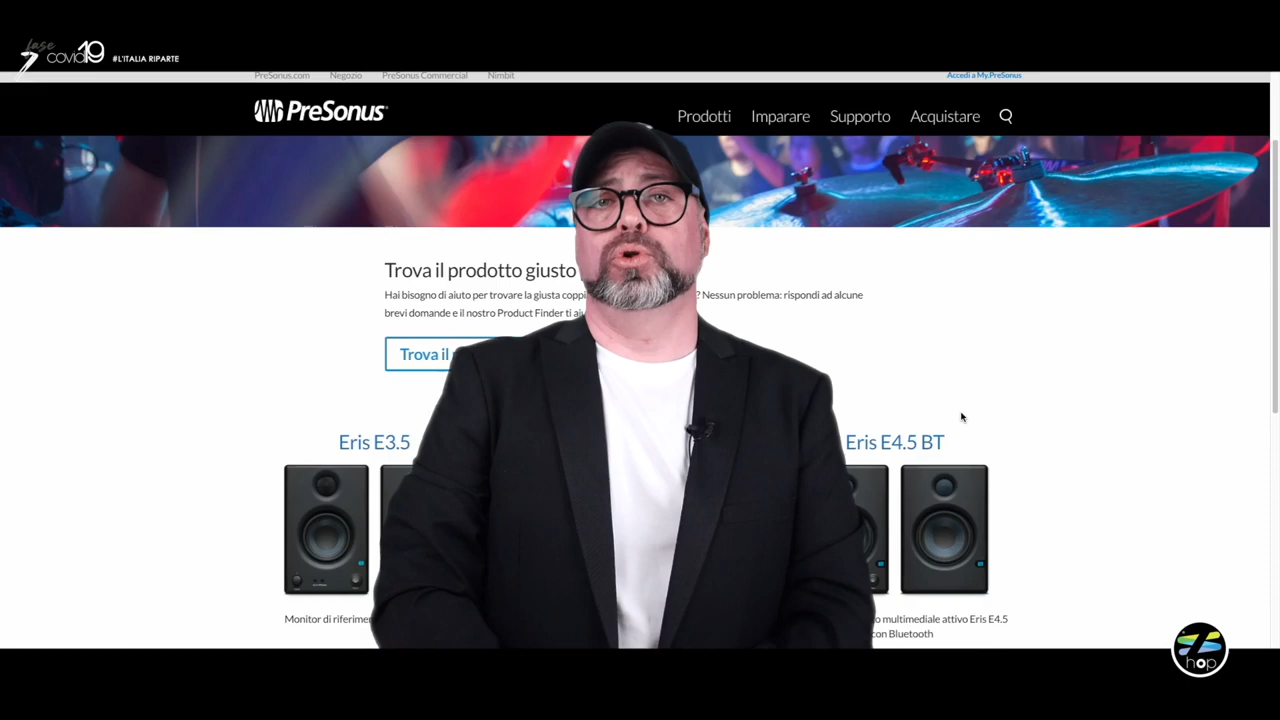 fase
covid19 #L'ITALIA RIPARTE
PreSonus.com Negozio PreSonus Commercial Nimbit Accedi a My.PreSonus
PreSonus
Prodotti Imparare Supporto Acquistare
Trova il prodotto giusto
Hai bisogno di aiuto per trovare la giusta ? Nessun problema: rispondi ad alcune
brevi domande e il nostro Product Finder ti
Trova il
Eris E3.5 Eris E4.5 BT
Monitor di multimediale attivo Eris E4.5
con Bluetooth
hop